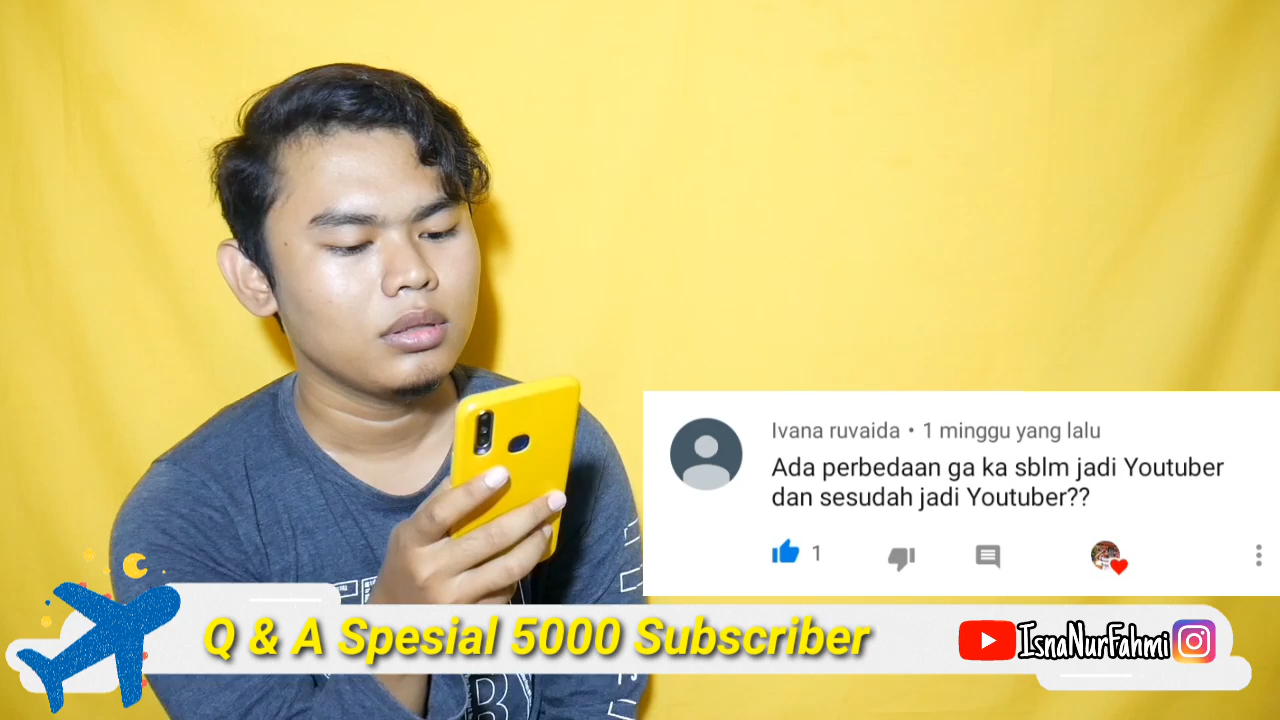 Ivana ruvaida • 1 minggu yang lalu
Ada perbedaan ga ka sblm jadi Youtuber
dan sesudah jadi Youtuber??
1
Q & A Spesial 5000 Subscriber
IsnaNurFahmi
B